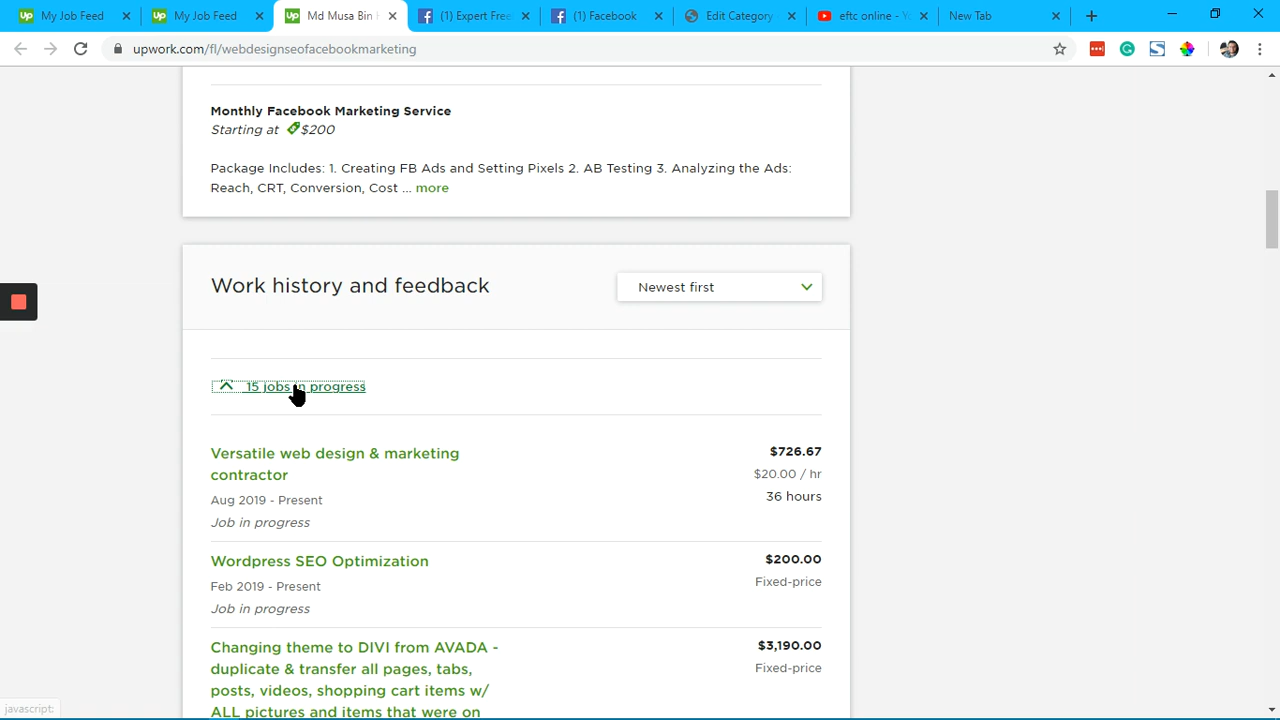 My Job Feed
My Job Feed
Md Musa Bin
(1) Expert Free
(1) Facebook
Edit Category
eftc online - Yo
New Tab
upwork.com/fl/webdesignseofacebookmarketing
Monthly Facebook Marketing Service
Starting at $200
Package Includes: 1. Creating FB Ads and Setting Pixels 2. AB Testing 3. Analyzing the Ads:
Reach, CRT, Conversion, Cost ... more
Work history and feedback
Newest first
15 jobs in progress
Versatile web design & marketing
contractor
$726.67
$20.00 / hr
36 hours
Aug 2019 - Present
Job in progress
Wordpress SEO Optimization
$200.00
Fixed-price
Feb 2019 - Present
Job in progress
Changing theme to DIVI from AVADA -
duplicate & transfer all pages, tabs,
posts, videos, shopping cart items w/
ALL pictures and items that were on
$3,190.00
Fixed-price
javascript: